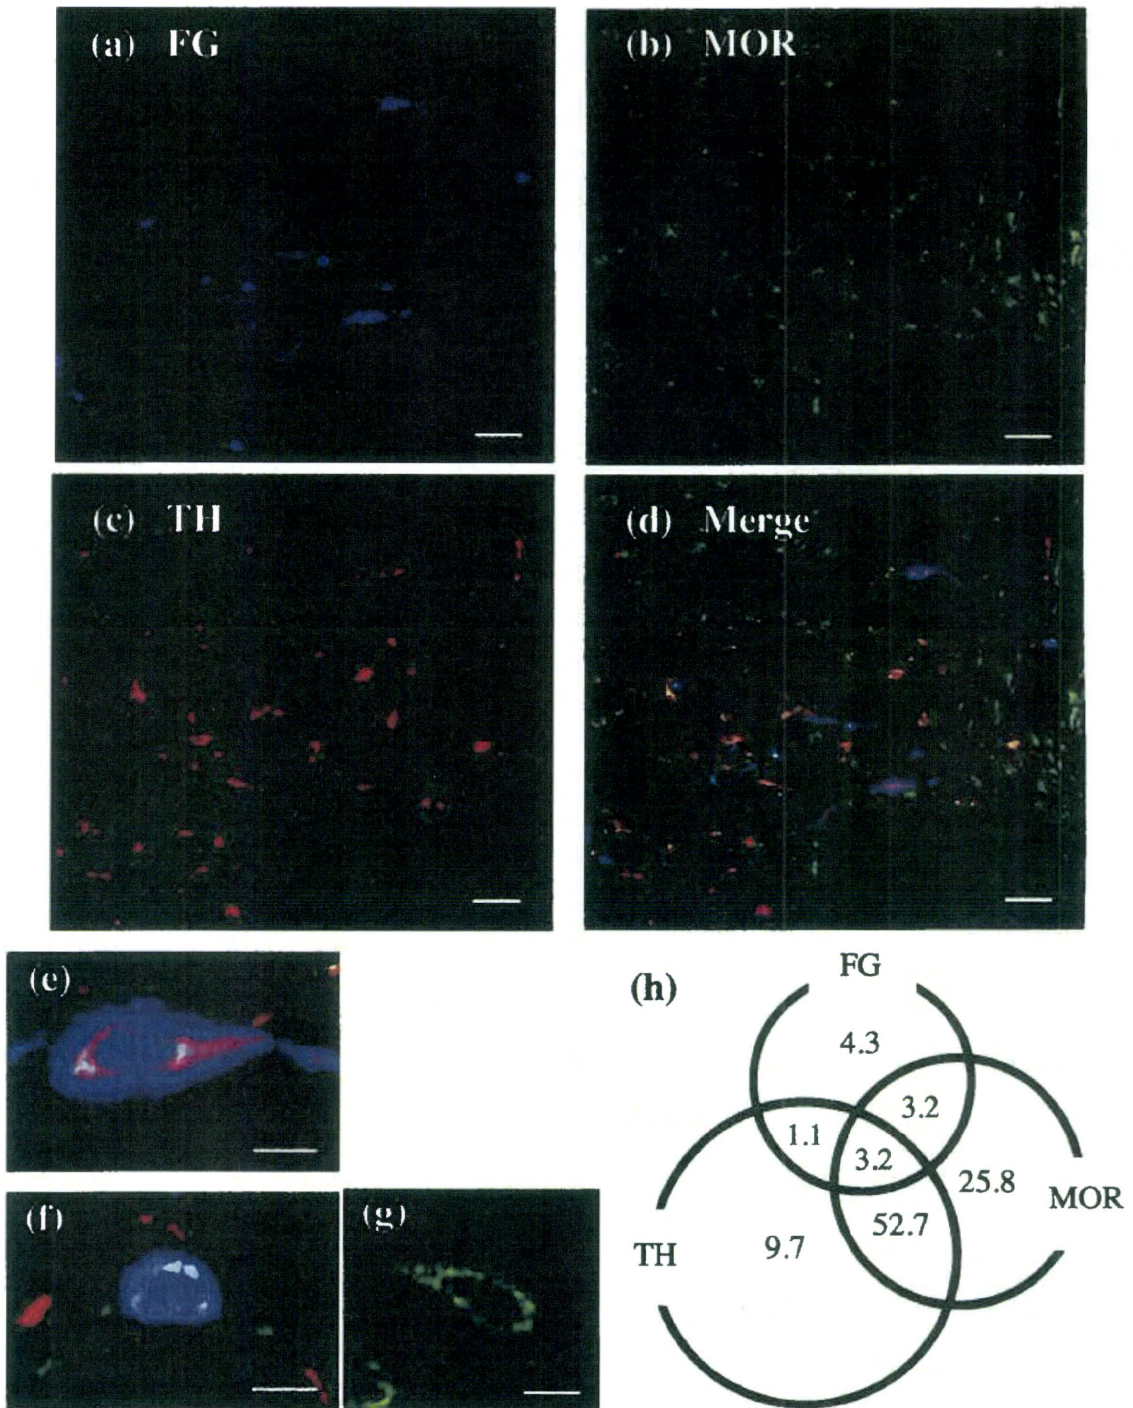 (a) FG
(b) MOR
(c) TH
(d) Merge
(e)
(f)
(g)
(h)
FG
4.3
3.2
1.1
3.2
25.8
MOR
52.7
TH
9.7